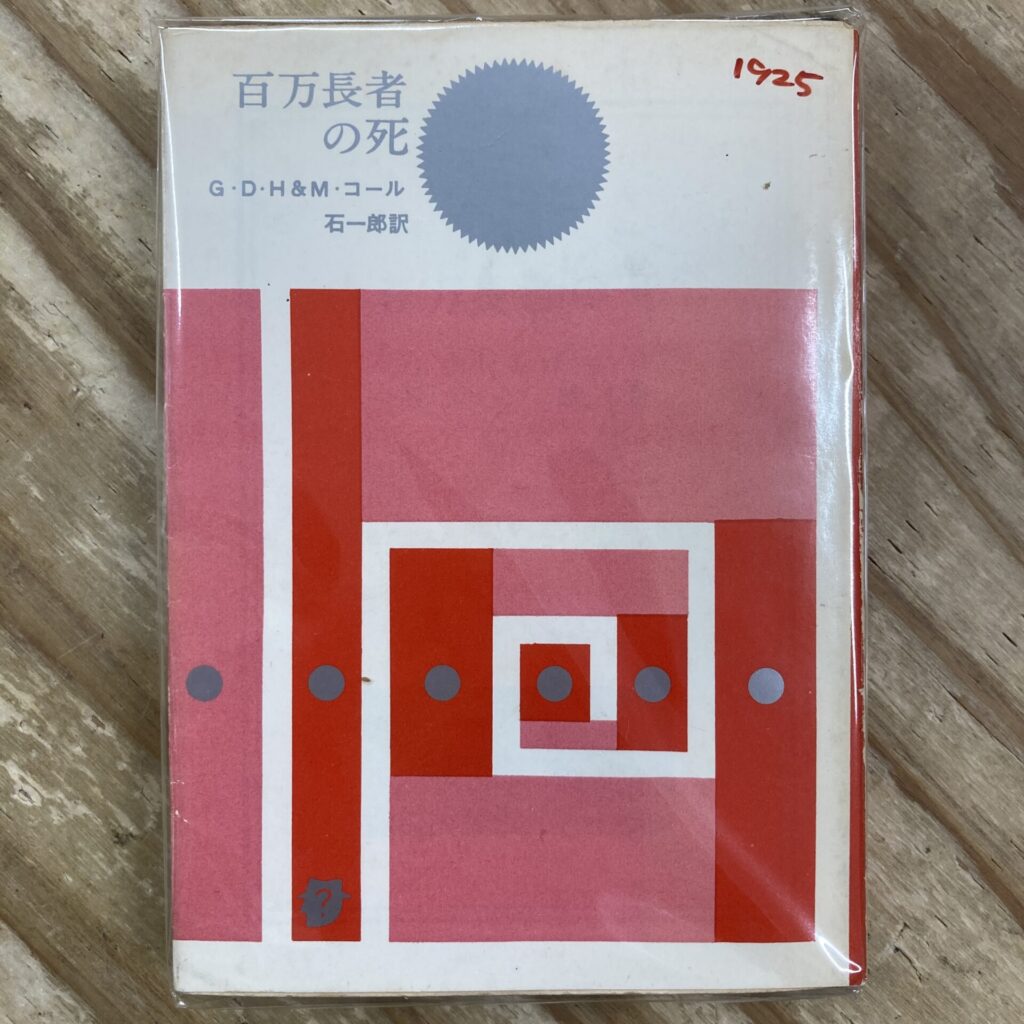 百万長者
の死
G・D・H&M・コール
石一郎訳
1925
?